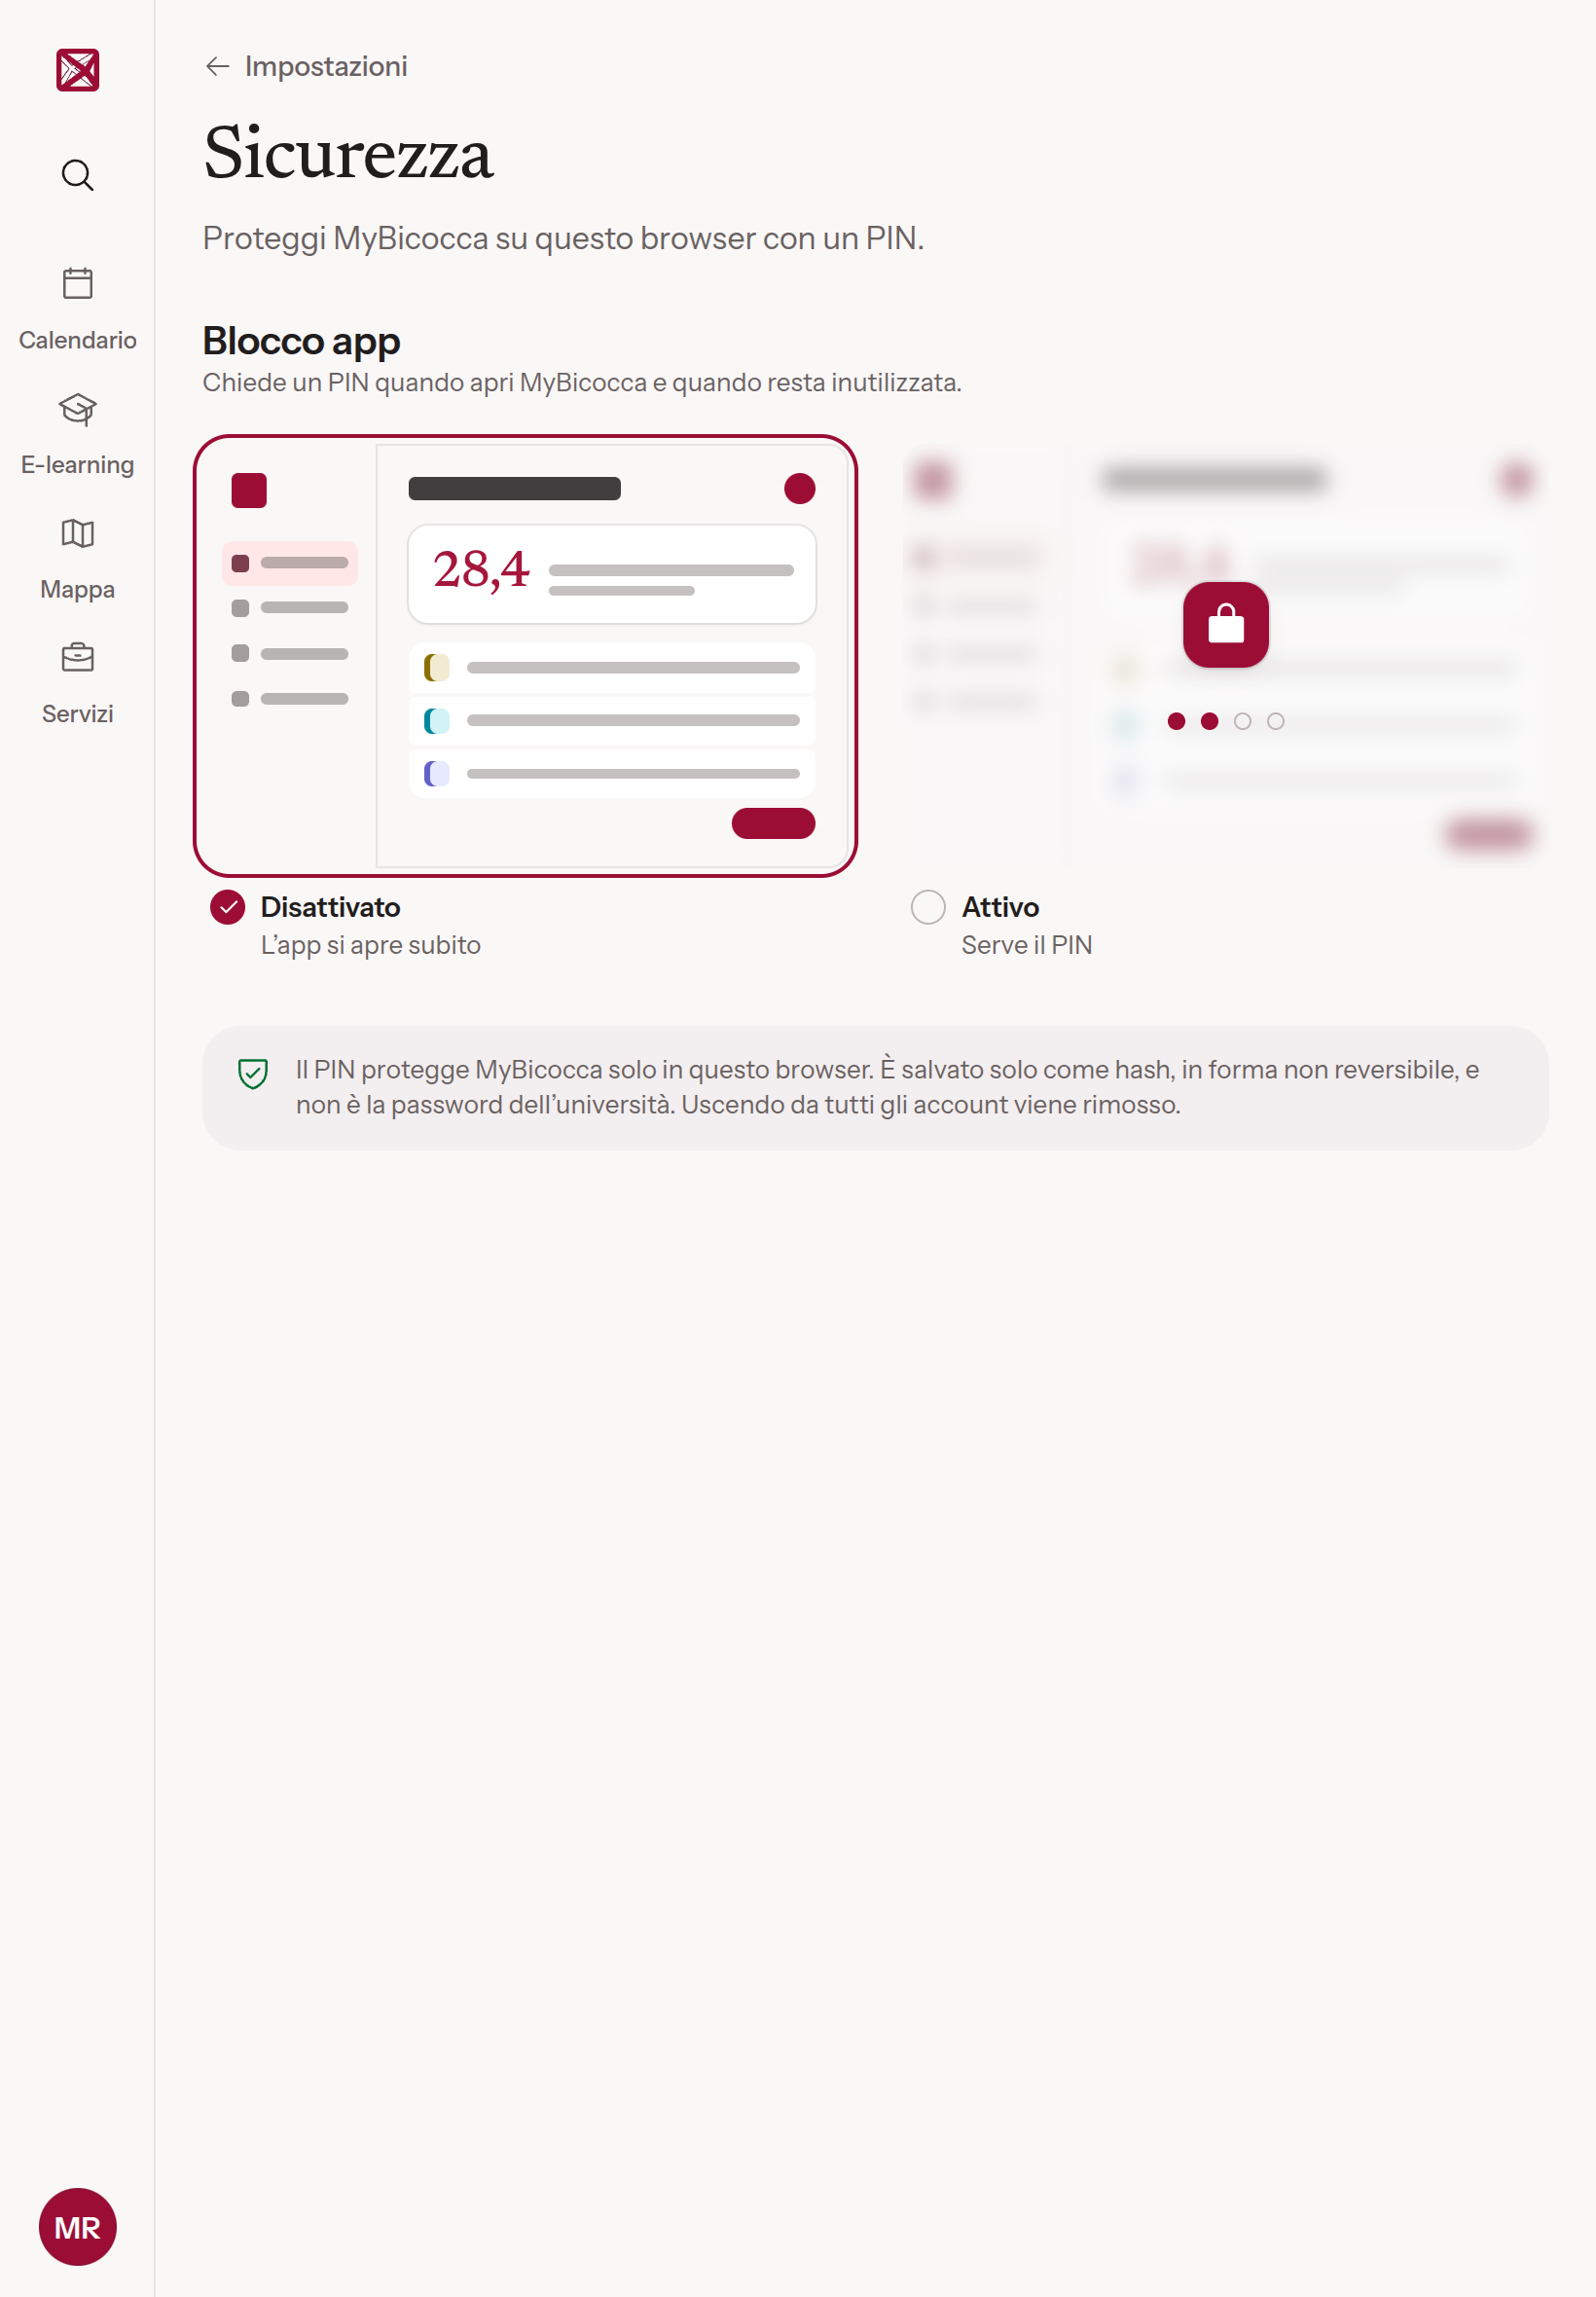 Impostazioni
Sicurezza
Proteggi MyBicocca su questo browser con un PIN.
Calendario
E-learning
Mappa
Servizi
Blocco app
Chiede un PIN quando apri MyBicocca e quando resta inutilizzata.
28,4
28,4
Disattivato
L’app si apre subito
Attivo
Serve il PIN
Il PIN protegge MyBicocca solo in questo browser. È salvato solo come hash, in forma non reversibile, e
non è la password dell’università. Uscendo da tutti gli account viene rimosso.
MR